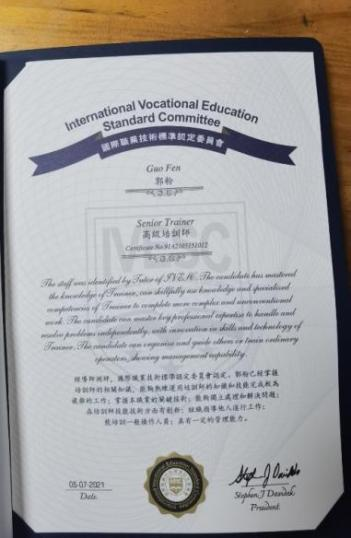 International Vocational Education
Standard Committee
國際職業技術標準認定委員會
Guo Fen
郭粉
Senior Trainer
高級培訓師
Certificate No.
The staff was identified by Tutor of IVESC. The candidate has mastered
the knowledge of Trainer, can skillfully use knowledge and specialized
competencies of Trainer to complete more complex and unconventional
work. The candidate can master key professional expertise to handle and
resolve problems independently, with innovation in skills and technology of
Trainer. The candidate can organize and guide others or train ordinary
operators, showing management capability.
經導師測評，國際職業技術標準認定委員會認定，郭粉已經掌握
培訓師的相關知識，能夠熟練運用培訓師的知識和技能完成較為
複雜的工作；掌握本職業的關鍵技術；能夠獨立處理和解決問題；
在培訓師技能技術方面有創新；組織指導他人進行工作；
能培訓一般操作人員；具有一定的管理能力。
05-07-2021
Date.
Stephen J
President.